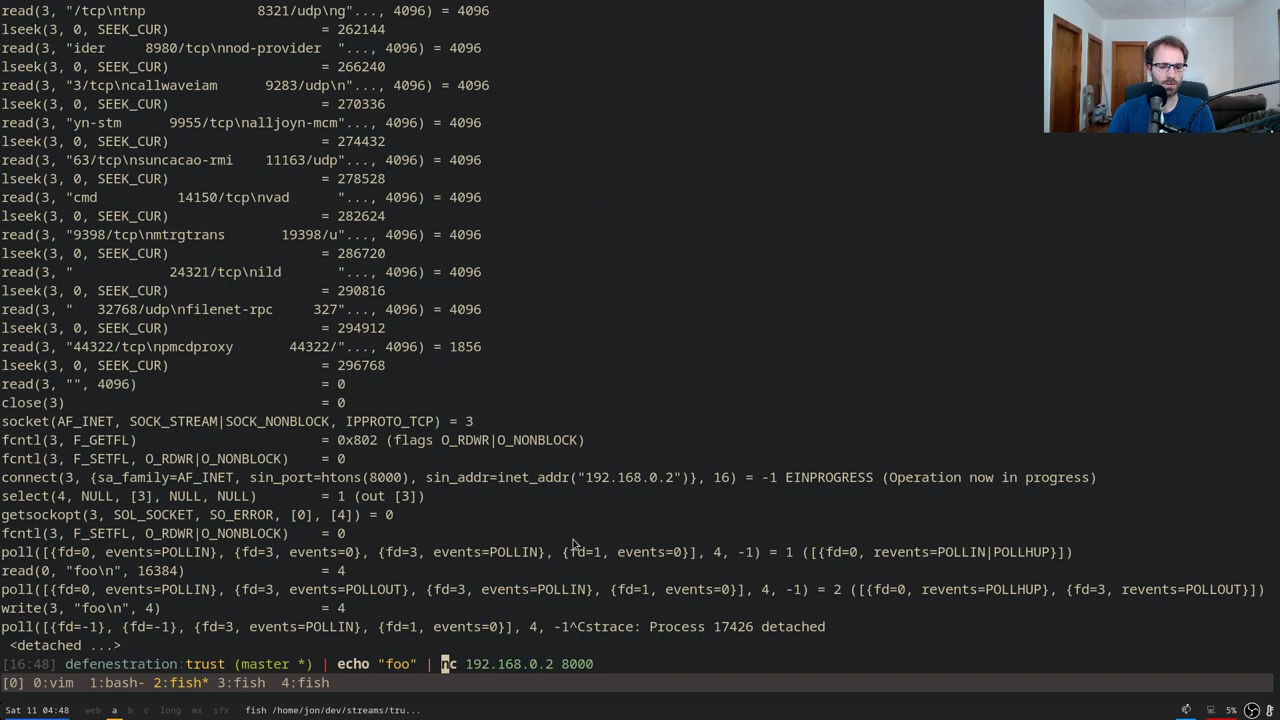 read(3, "/tcp\ntnp                8321/udp\ng"..., 4096) = 4096
lseek(3, 0, SEEK_CUR)                   = 262144
read(3, "ider      8980/tcp\nnod-provider   "..., 4096) = 4096
lseek(3, 0, SEEK_CUR)                   = 266240
read(3, "3/tcp\ncallwaveiam      9283/udp\n"..., 4096) = 4096
lseek(3, 0, SEEK_CUR)                   = 270336
read(3, "yn-stm       9955/tcp\nalljoyn-mcm"..., 4096) = 4096
lseek(3, 0, SEEK_CUR)                   = 274432
read(3, "63/tcp\nsuncacao-rmi    11163/udp"..., 4096) = 4096
lseek(3, 0, SEEK_CUR)                   = 278528
read(3, "cmd             14150/tcp\nvad      "..., 4096) = 4096
lseek(3, 0, SEEK_CUR)                   = 282624
read(3, "9398/tcp\nmtrgtrans       19398/u"..., 4096) = 4096
lseek(3, 0, SEEK_CUR)                   = 286720
read(3, "            24321/tcp\nild       "..., 4096) = 4096
lseek(3, 0, SEEK_CUR)                   = 290816
read(3, "   32768/udp\nfilenet-rpc     327"..., 4096) = 4096
lseek(3, 0, SEEK_CUR)                   = 294912
read(3, "44322/tcp\npmcdproxy       44322/"..., 4096) = 1856
lseek(3, 0, SEEK_CUR)                   = 296768
read(3, "", 4096)                       = 0
close(3)                                = 0
socket(AF_INET, SOCK_STREAM|SOCK_NONBLOCK, IPPROTO_TCP) = 3
fcntl(3, F_GETFL)                       = 0x802 (flags O_RDWR|O_NONBLOCK)
fcntl(3, F_SETFL, O_RDWR|O_NONBLOCK)    = 0
connect(3, {sa_family=AF_INET, sin_port=htons(8000), sin_addr=inet_addr("192.168.0.2")}, 16) = -1 EINPROGRESS (Operation now in progress)
select(4, NULL, [3], NULL, NULL)        = 1 (out [3])
getsockopt(3, SOL_SOCKET, SO_ERROR, [0], [4]) = 0
fcntl(3, F_SETFL, O_RDWR|O_NONBLOCK)    = 0
poll([{fd=0, events=POLLIN}, {fd=3, events=0}, {fd=3, events=POLLIN}, {fd=1, events=0}], 4, -1) = 1 ([{fd=0, revents=POLLIN|POLLHUP}])
read(0, "foo\n", 16384)                 = 4
poll([{fd=0, events=POLLIN}, {fd=3, events=POLLOUT}, {fd=3, events=POLLIN}, {fd=1, events=0}], 4, -1) = 2 ([{fd=0, revents=POLLHUP}, {fd=3, revents=POLLOUT}])
write(3, "foo\n", 4)                    = 4
poll([{fd=-1}, {fd=-1}, {fd=3, events=POLLIN}, {fd=1, events=0}], 4, -1^Cstrace: Process 17426 detached
 <detached ...>
[16:48] defenestration:trust (master *) | echo "foo" | nc 192.168.0.2 8000
[0] 0:vim  1:bash- 2:fish* 3:fish  4:fish
Sat 11 04:48 web a b c long mx sfx fish /home/jon/dev/streams/tru... 5%